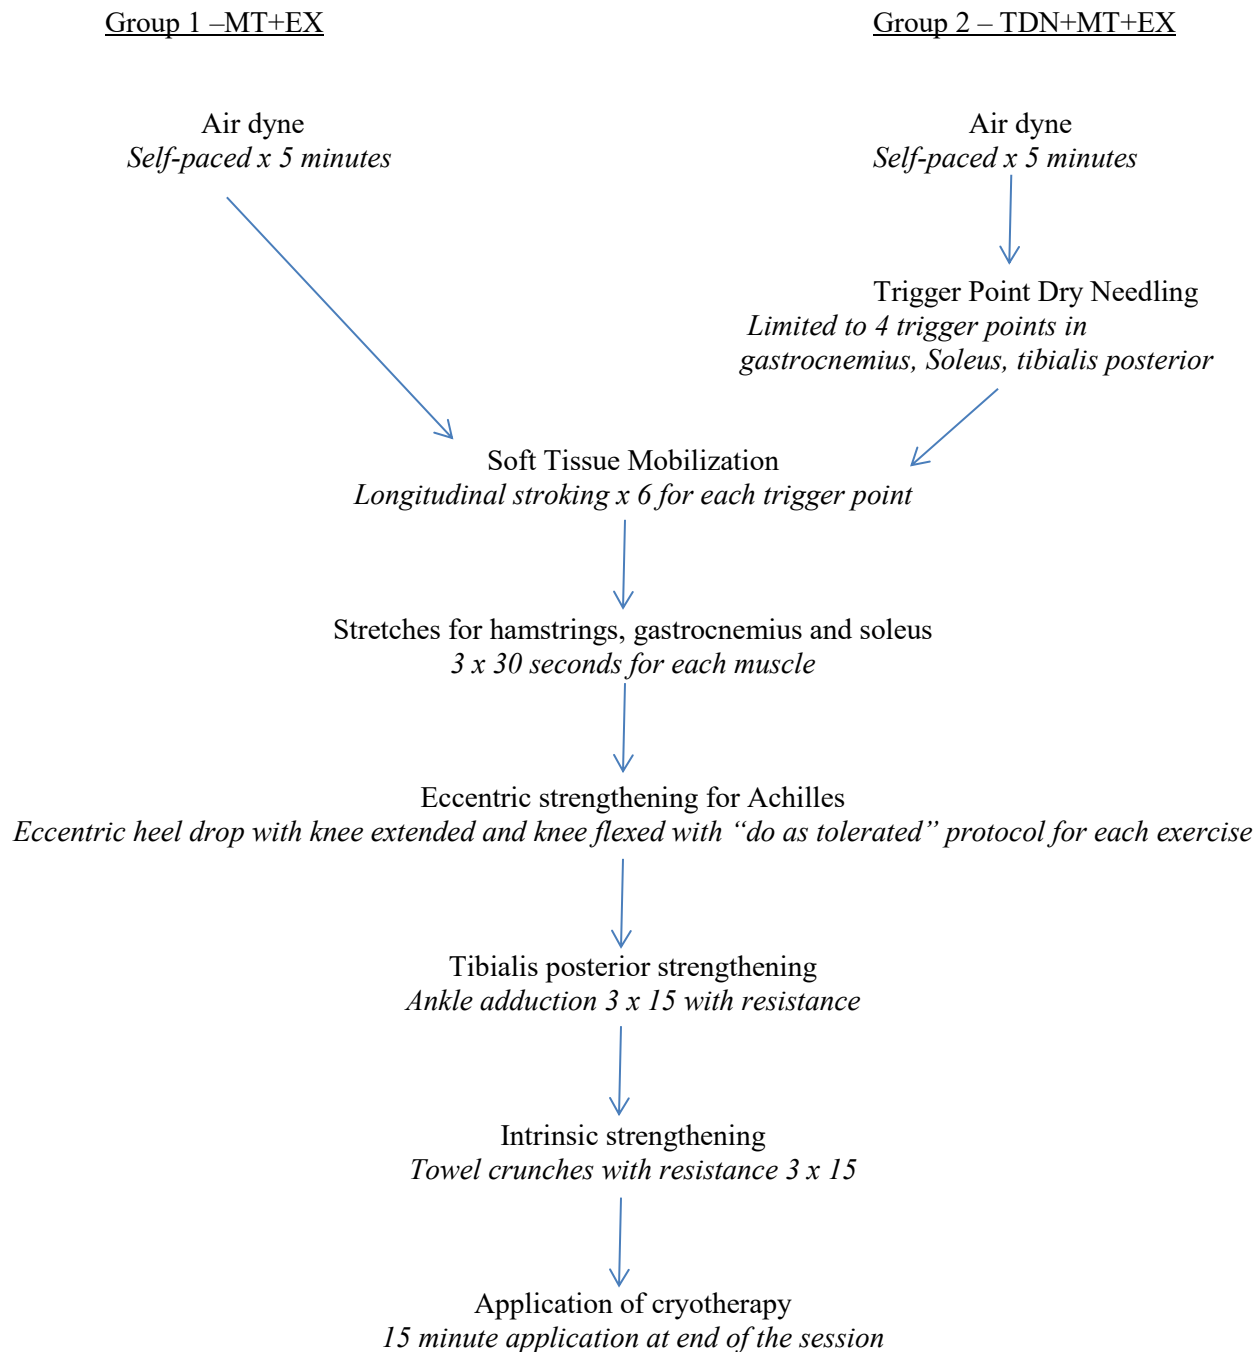 Group 1 –MT+EX
Group 2 – TDN+MT+EX
Air dyne
Self-paced x 5 minutes
Air dyne
Self-paced x 5 minutes
Trigger Point Dry Needling
Limited to 4 trigger points in
gastrocnemius, Soleus, tibialis posterior
Soft Tissue Mobilization
Longitudinal stroking x 6 for each trigger point
Stretches for hamstrings, gastrocnemius and soleus
3 x 30 seconds for each muscle
Eccentric strengthening for Achilles
Eccentric heel drop with knee extended and knee flexed with “do as tolerated” protocol for each exercise
Tibialis posterior strengthening
Ankle adduction 3 x 15 with resistance
Intrinsic strengthening
Towel crunches with resistance 3 x 15
Application of cryotherapy
15 minute application at end of the session